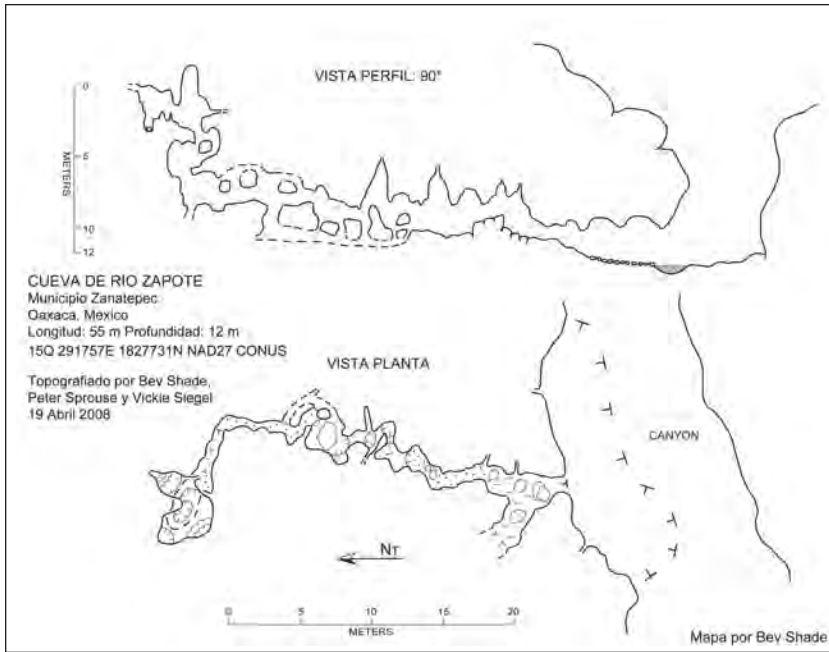 VISTA PERFIL: 90°
0
5
10
12
METERS
CUEVA DE RIO ZAPOTE
Municipio Zanatepec
Oaxaca, Mexico
Longitud: 55 m Profundidad: 12 m
15Q 291757E 1827731N NAD27 CONUS
Topografiado por Bev Shade,
Peter Sprouse y Vickie Siegel
19 Abril 2008
VISTA PLANTA
CANYON
NT
0 5 10 15 20
METERS
Mapa por Bev Shade